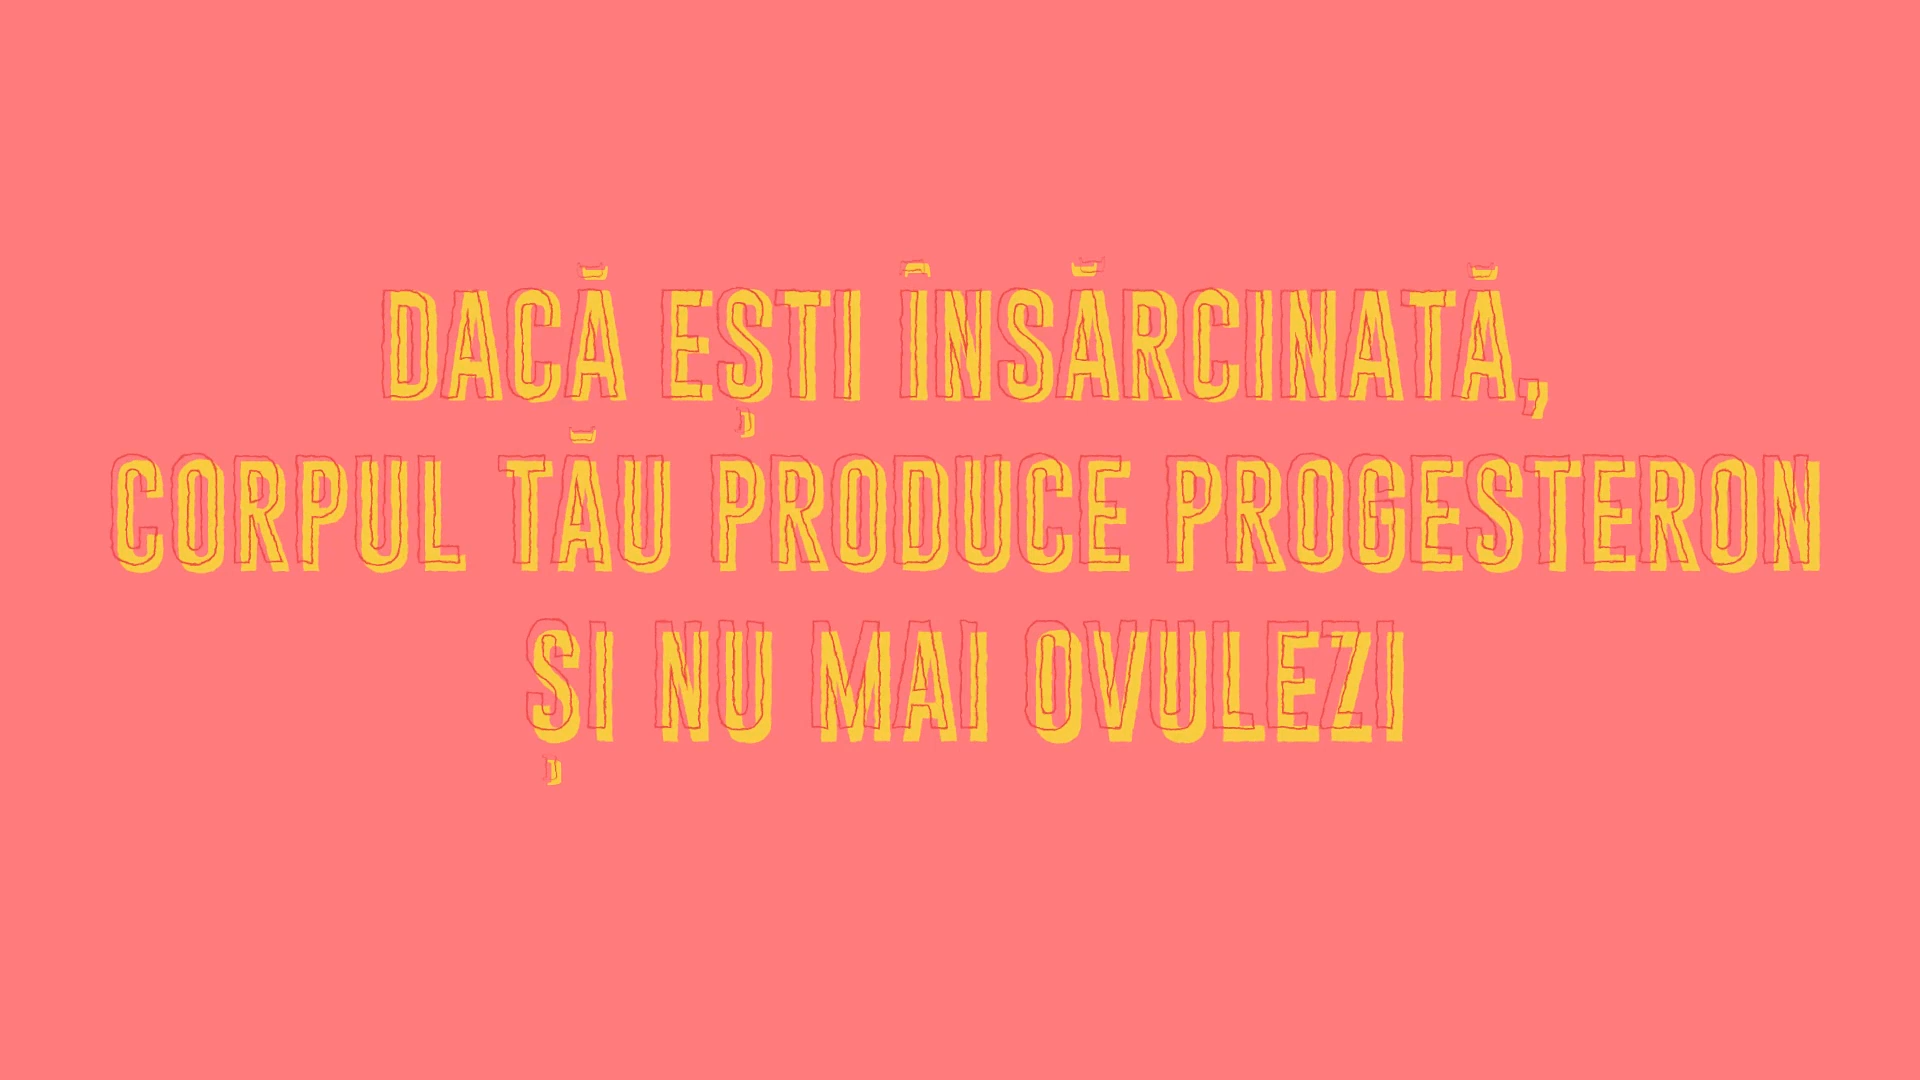 DACĂ EȘTI ÎNSĂRCINATĂ,
CORPUL TĂU PRODUCE PROGESTERON
ȘI NU MAI OVULEZI